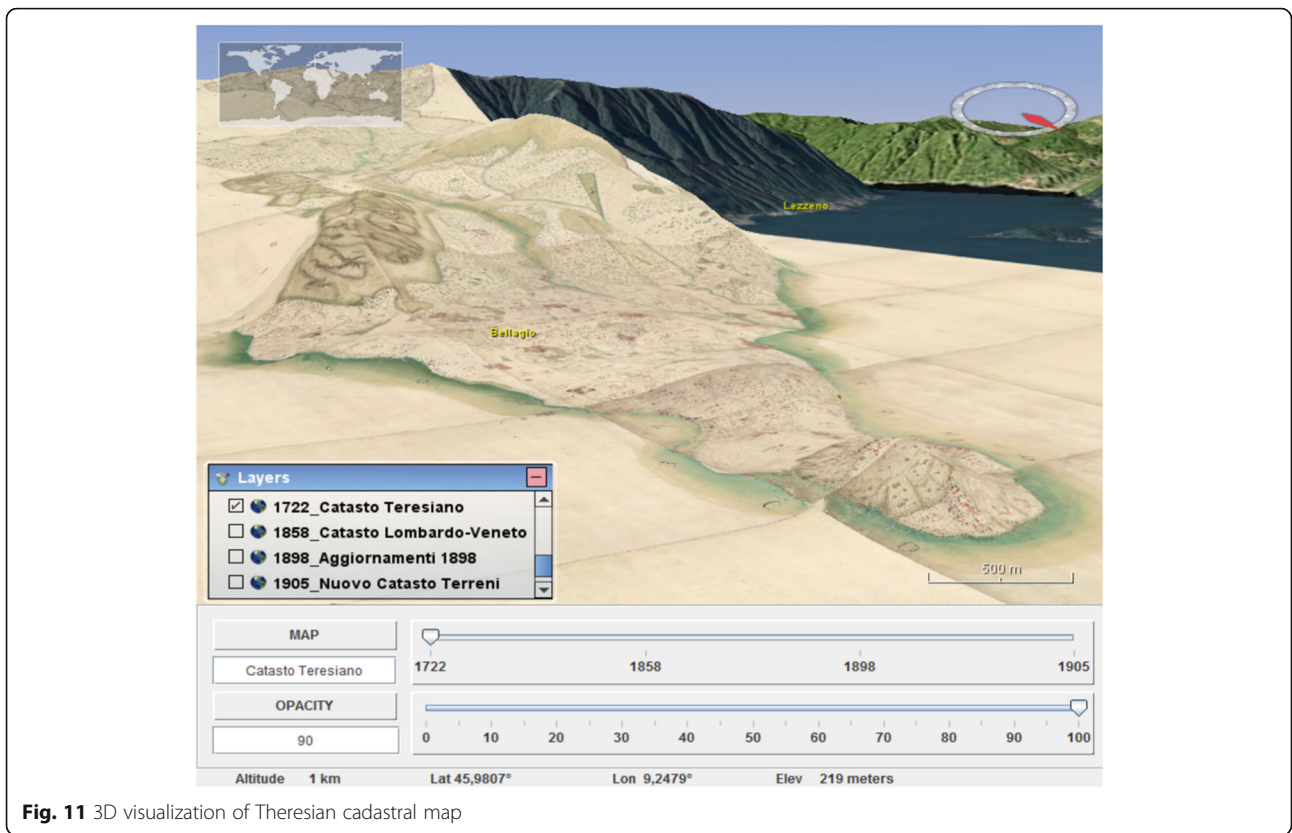 Lezzeno
Bellagio
Layers
1722_Catasto Teresiano
1858_Catasto Lombardo-Veneto
1898_Aggiornamenti 1898
1905_Nuovo Catasto Terreni
500 m
MAP
Catasto Teresiano
1722 1858 1898 1905
OPACITY
90
0 10 20 30 40 50 60 70 80 90 100
Altitude 1 km Lat 45,9807° Lon 9,2479° Elev 219 meters
Fig. 11 3D visualization of Theresian cadastral map